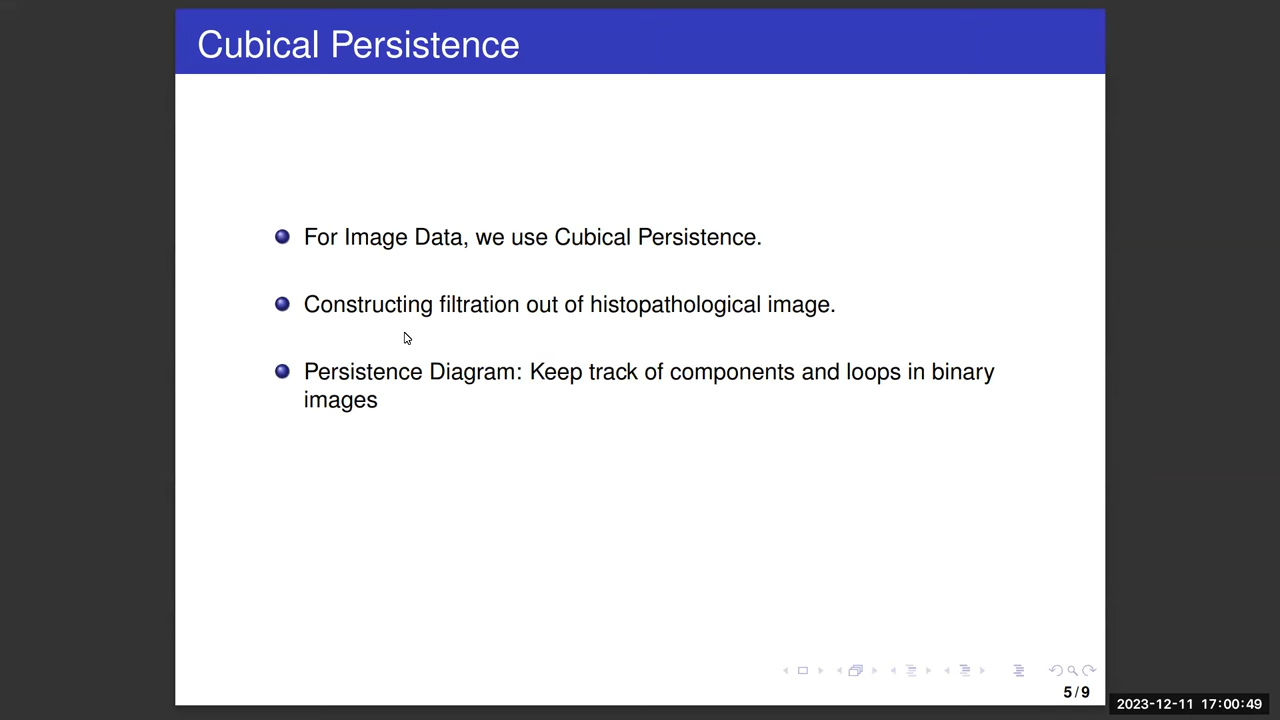 Cubical Persistence
For Image Data, we use Cubical Persistence.
Constructing filtration out of histopathological image.
Persistence Diagram: Keep track of components and loops in binary
images
5/9
2023-12-11 17:00:49